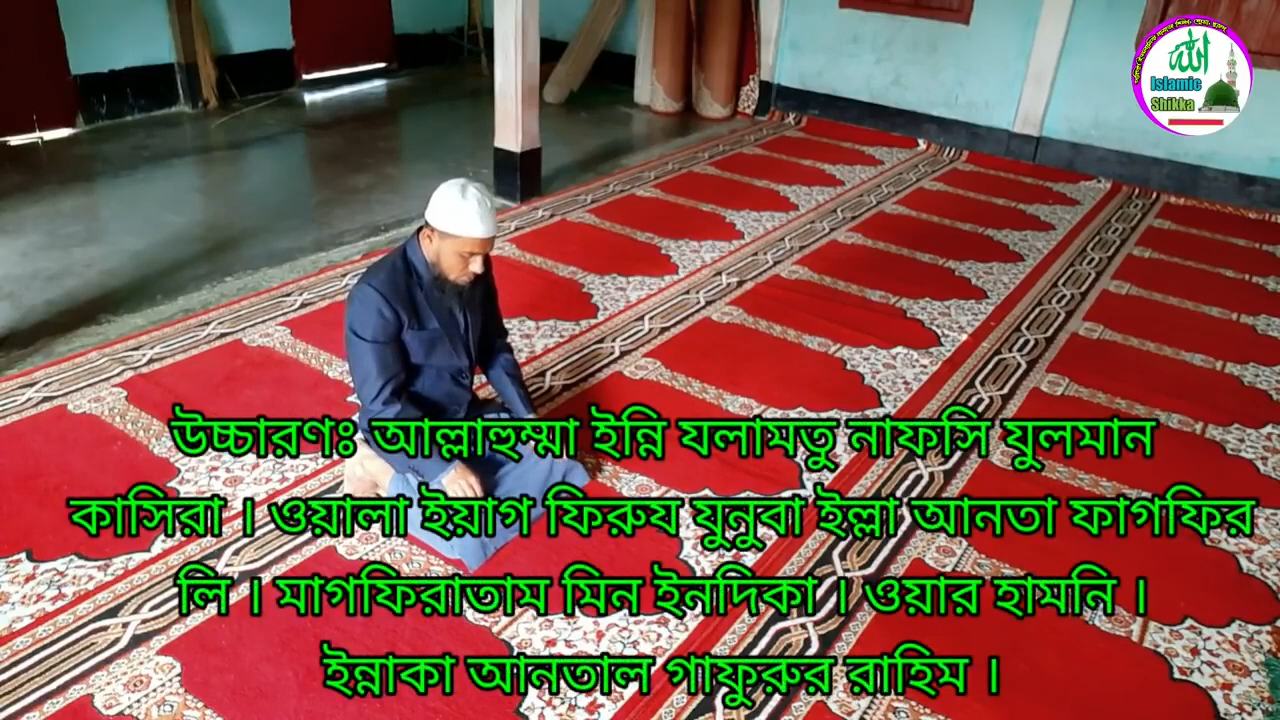 الله
Islamic
Shikka
উচ্চারণঃ আল্লাহুম্মা ইন্নি যলামতু নাফসি যুলমান
কাসিরা । ওয়ালা ইয়াগ ফিরুয যুনুবা ইল্লা আনতা ফাগফির
লি । মাগফিরাতাম মিন ইনদিকা । ওয়ার হামনি ।
ইন্নাকা আনতাল গাফুরুর রাহিম ।